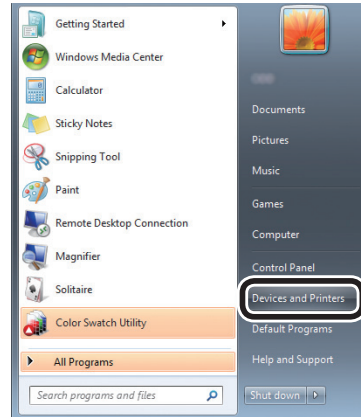 Getting Started
Windows Media Center
Calculator
Sticky Notes
Snipping Tool
Paint
Remote Desktop Connection
Magnifier
Solitaire
Color Swatch Utility
All Programs
Search programs and files
Documents
Pictures
Music
Games
Computer
Control Panel
Devices and Printers
Default Programs
Help and Support
Shut down